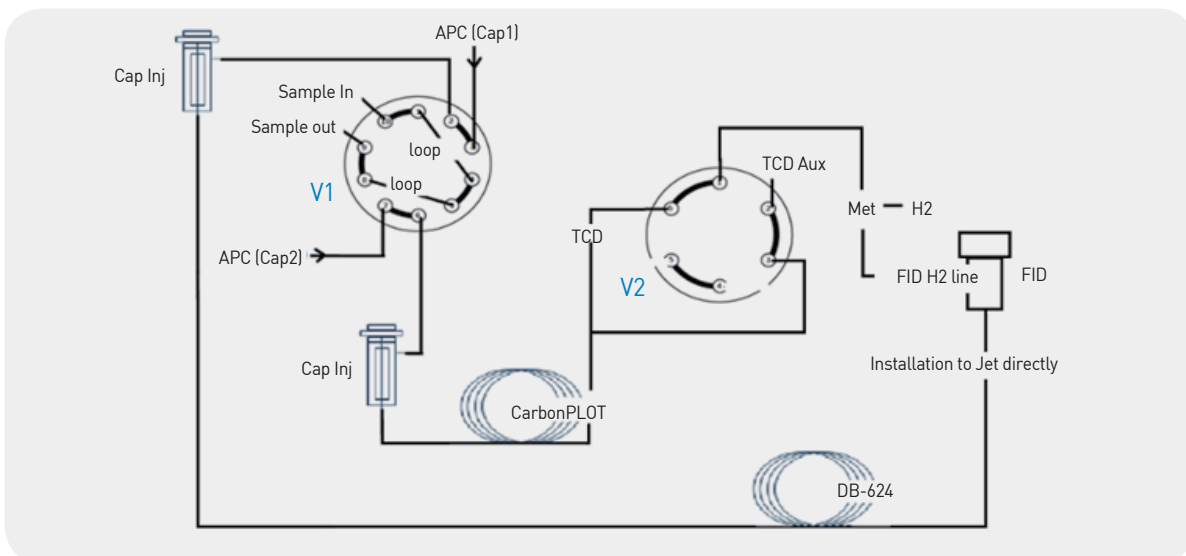 APC (Cap1)
Cap Inj
Sample In
Sample out
loop
loop
V1
APC (Cap2)
TCD Aux
Met
H2
TCD
V2
FID H2 line
FID
Cap Inj
Installation to Jet directly
CarbonPLOT
DB-624